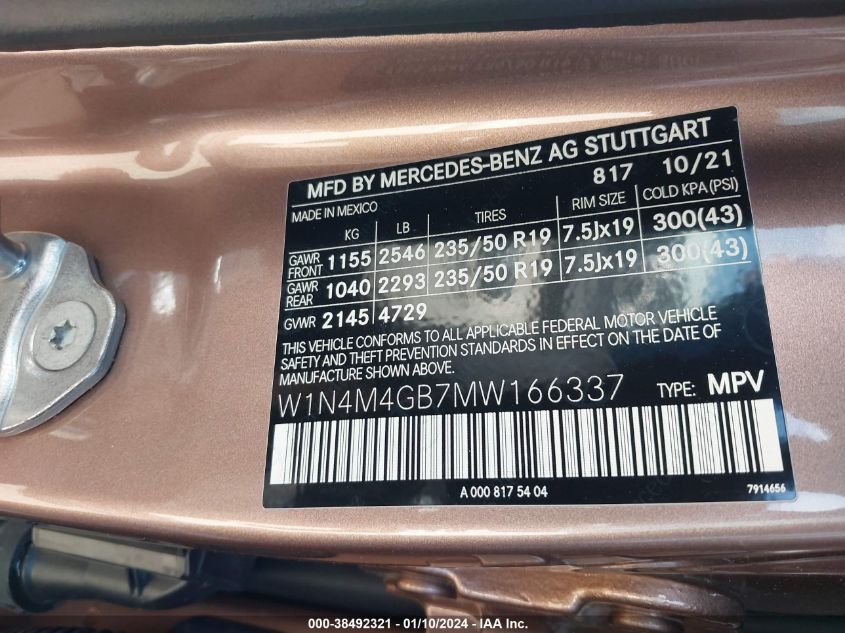 MFD BY MERCEDES-BENZ AG STUTTGART
817 10/21
MADE IN MEXICO
KG LB TIRES RIM SIZE COLD KPA(PSI)
GAWR FRONT 1155 2546 235/50 R19 7.5Jx19 300(43)
GAWR REAR 1040 2293 235/50 R19 7.5Jx19 300(43)
GVWR 2145 4729
THIS VEHICLE CONFORMS TO ALL APPLICABLE FEDERAL MOTOR VEHICLE
SAFETY AND THEFT PREVENTION STANDARDS IN EFFECT ON THE DATE OF
MANUFACTURE SHOWN ABOVE.
W1N4M4GB7MW166337 TYPE: MPV
A 000 817 54 04 7914656
000-38492321 - 01/10/2024 - IAA Inc.